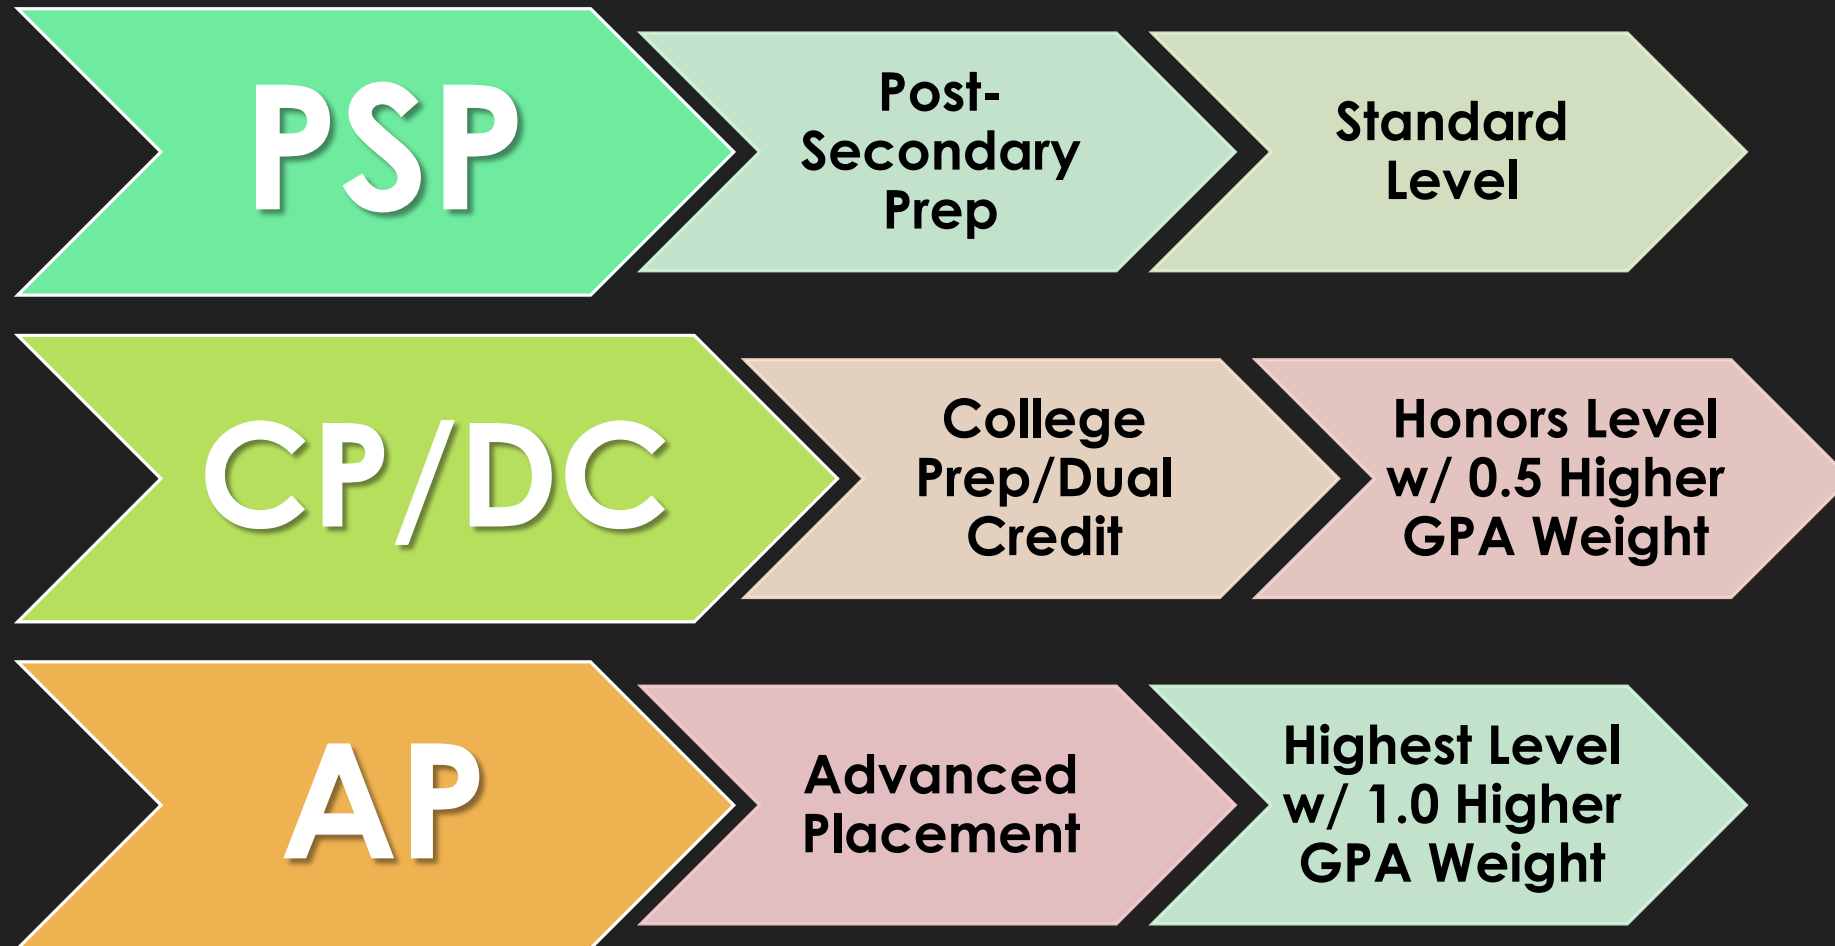 PSP
Post-
Secondary
Prep
Standard
Level
CP/DC
College
Prep/Dual
Credit
Honors Level
w/ 0.5 Higher
GPA Weight
AP
Advanced
Placement
Highest Level
w/ 1.0 Higher
GPA Weight